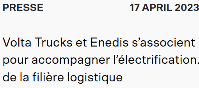 PRESSE 17 APRIL 2023
Volta Trucks et Enedis s'associent
pour accompagner l'électrification.
de la filière logistique